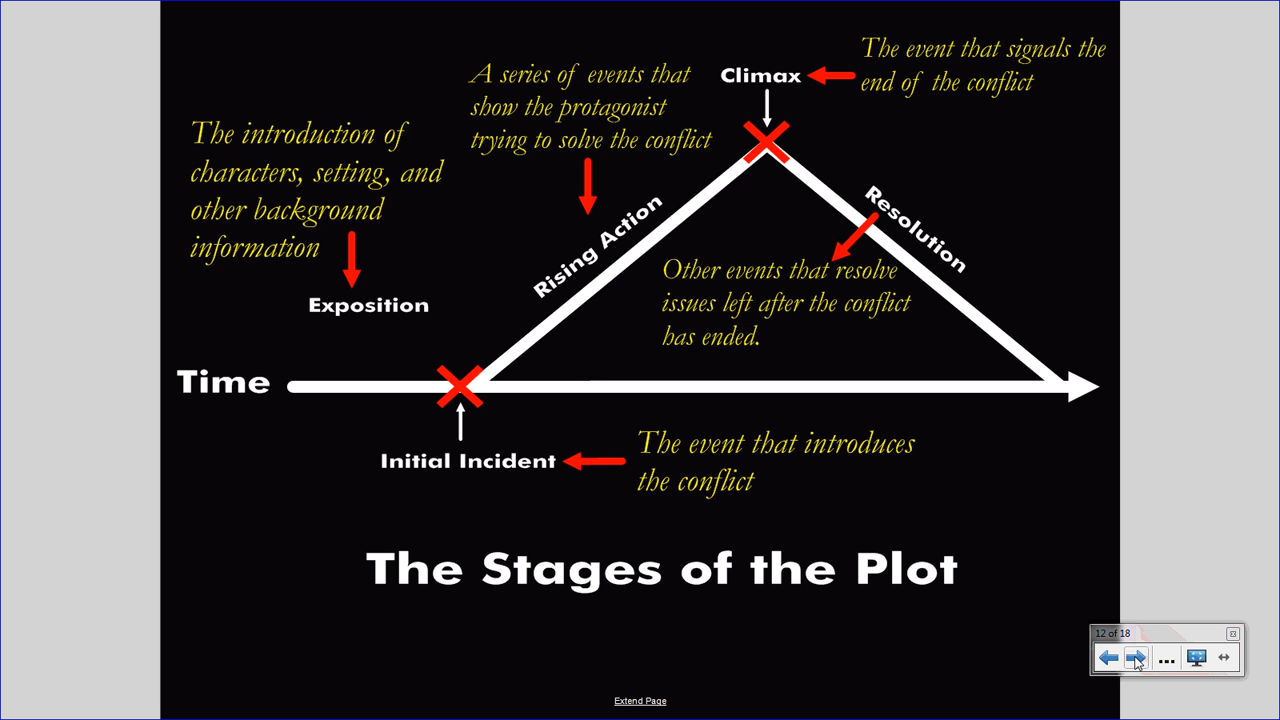 The event that signals the
end of the conflict
Climax
A series of events that
show the protagonist
trying to solve the conflict
The introduction of
characters, setting, and
other background
information
Rising Action
Resolution
Other events that resolve
issues left after the conflict
has ended.
Exposition
Time
Initial Incident
The event that introduces
the conflict
The Stages of the Plot
12 of 18
Extend Page